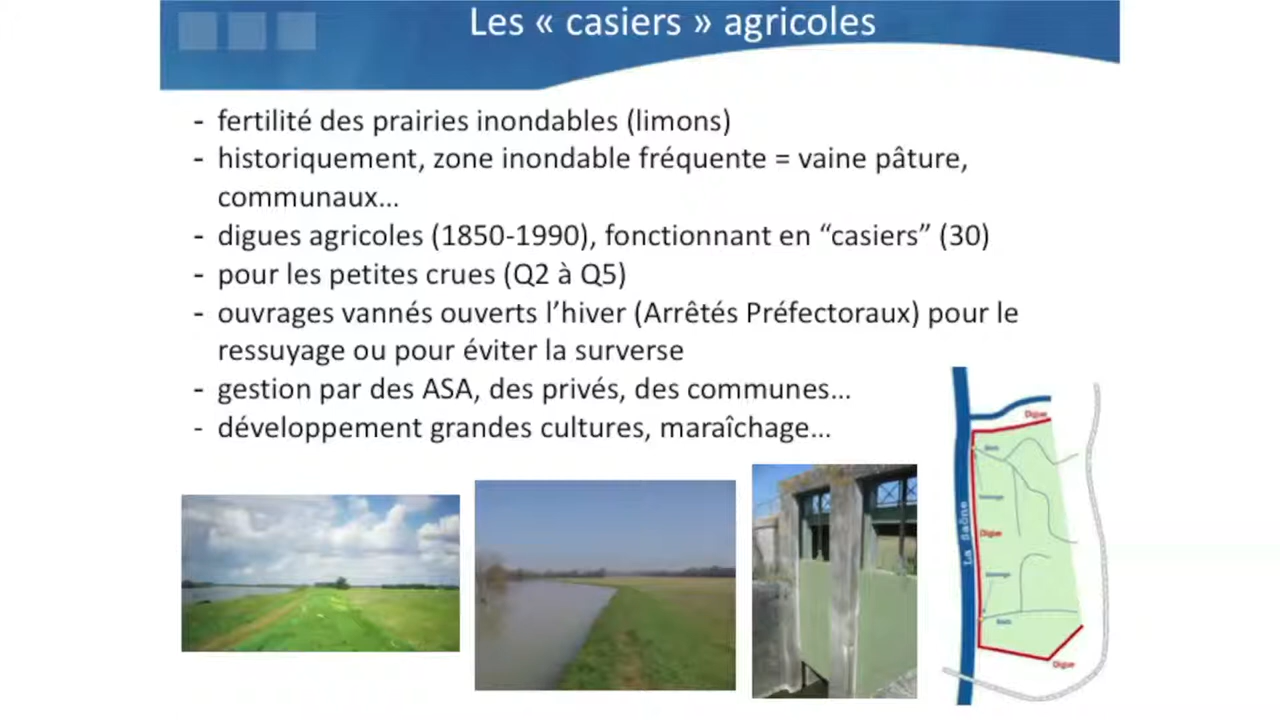 Les « casiers » agricoles
- fertilité des prairies inondables (limons)
- historiquement, zone inondable fréquente = vaine pâture,
communaux...
- digues agricoles (1850-1990), fonctionnant en “casiers” (30)
- pour les petites crues (Q2 à Q5)
- ouvrages vannés ouverts l’hiver (Arrêtés Préfectoraux) pour le
ressuyage ou pour éviter la surverse
- gestion par des ASA, des privés, des communes...
- développement grandes cultures, maraîchage...
Digue
La Saône
Digue
Digue